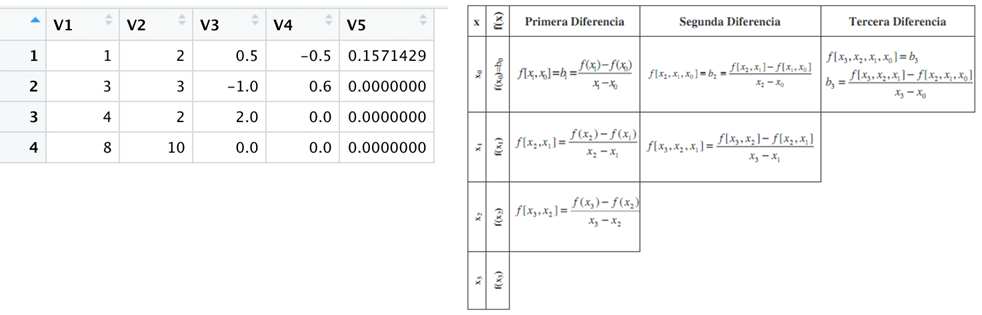 V1 V2 V3 V4 V5
1 1 2 0.5 -0.5 0.1571429
2 3 3 -1.0 0.6 0.0000000
3 4 2 2.0 0.0 0.0000000
4 8 10 0.0 0.0 0.0000000
x f(x) Primera Diferencia Segunda Diferencia Tercera Diferencia
x₀ f(x₀)=b₀ f[x₁,x₀]=b₁=(f(x₁)−f(x₀))/(x₁−x₀) f[x₂,x₁,x₀]=b₂=(f[x₂,x₁]−f[x₁,x₀])/(x₂−x₀) f[x₃,x₂,x₁,x₀]=b₃
b₃=(f[x₃,x₂,x₁]−f[x₂,x₁,x₀])/(x₃−x₀)
x₁ f(x₁) f[x₂,x₁]=(f(x₂)−f(x₁))/(x₂−x₁) f[x₃,x₂,x₁]=(f[x₃,x₂]−f[x₂,x₁])/(x₃−x₁)
x₂ f(x₂) f[x₃,x₂]=(f(x₃)−f(x₂))/(x₃−x₂)
x₃ f(x₃)